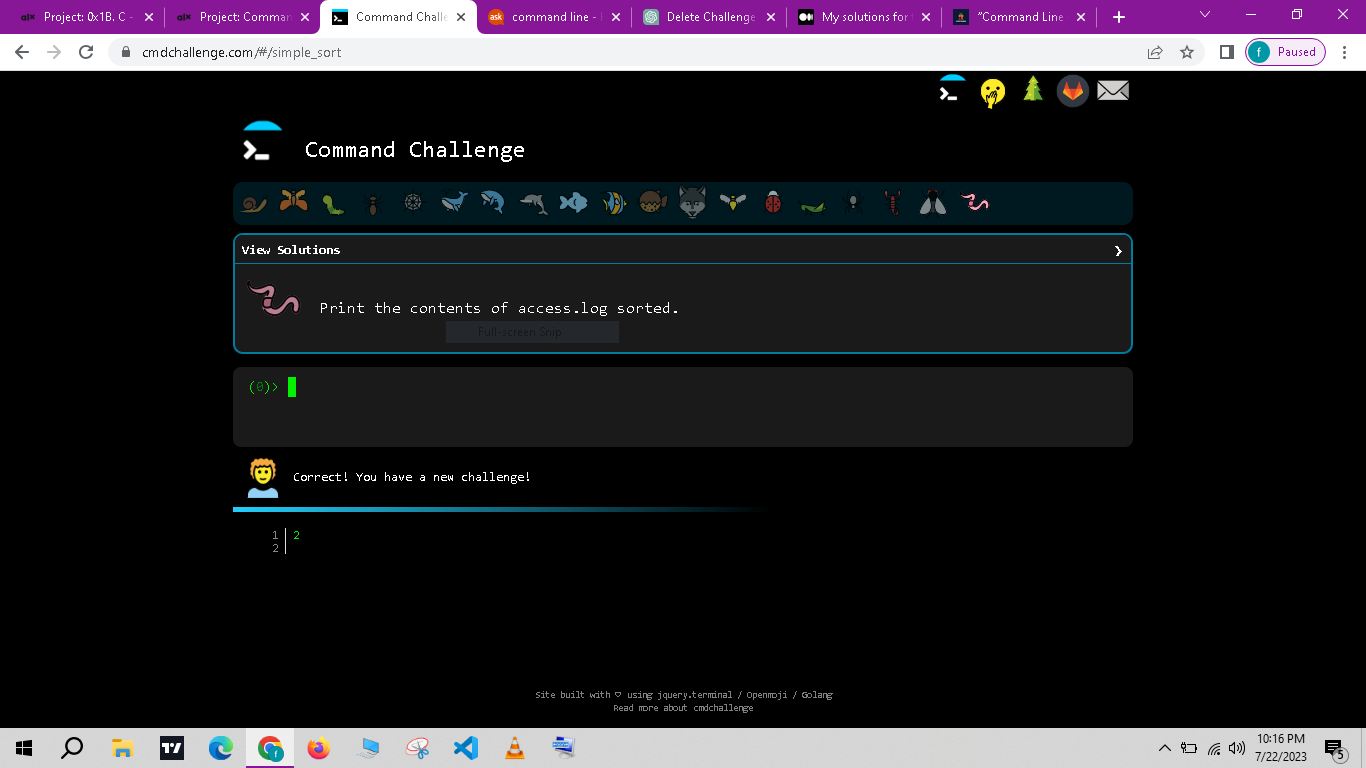 Project: 0x1B. C -
Project: Comman
Command Challe
command line -
Delete Challenge
My solutions for
"Command Line
cmdchallenge.com/#/simple_sort
f
Paused
Command Challenge
View Solutions
Print the contents of access.log sorted.
Full-screen Snip
(0)>
Correct! You have a new challenge!
1 2
2
Site built with ♡ using jquery.terminal / Openmoji / Golang
Read more about cmdchallenge
10:16 PM
7/22/2023
5